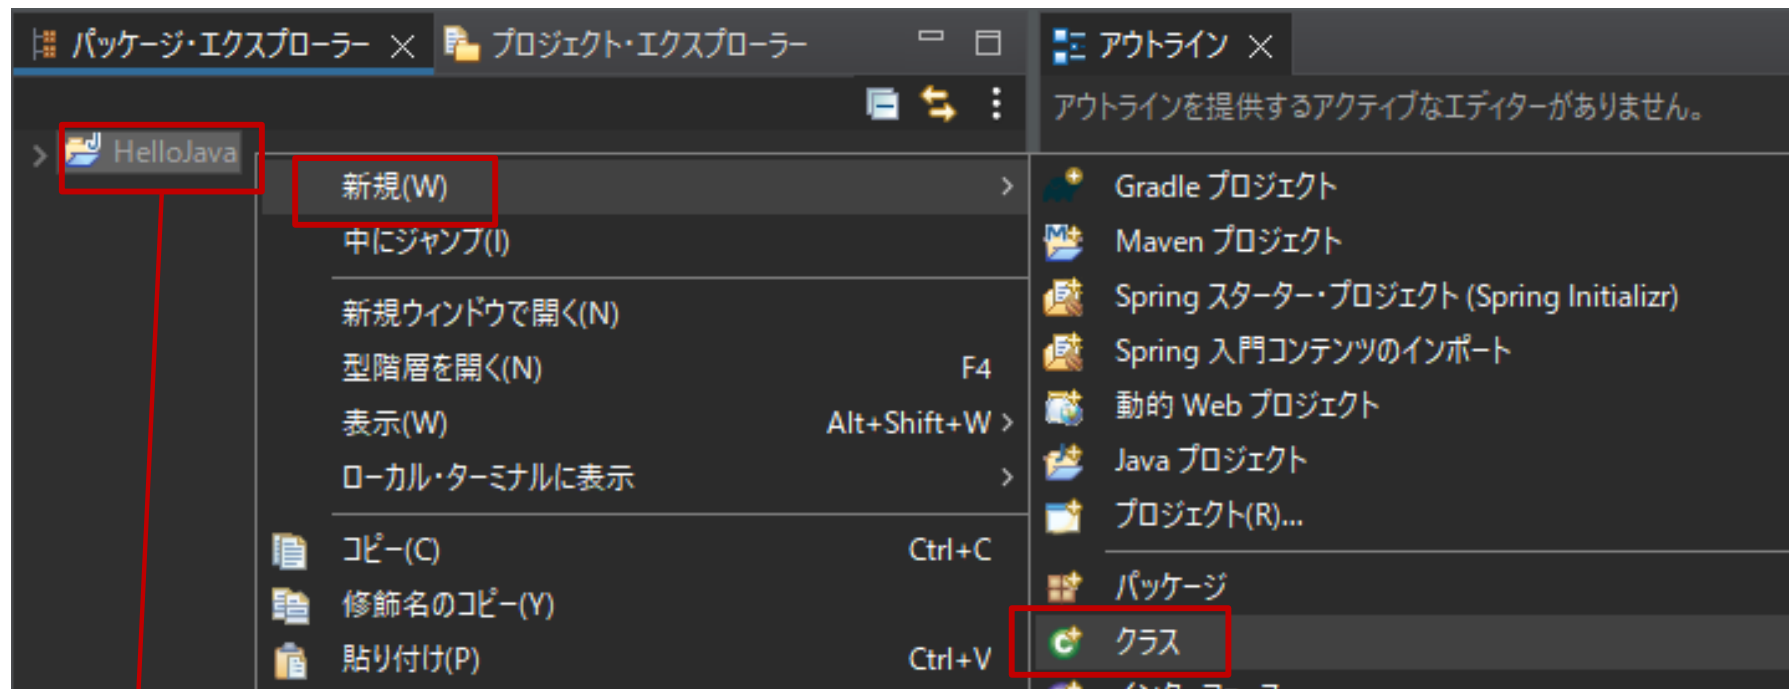 パッケージ・エクスプローラー
プロジェクト・エクスプローラー
アウトライン
アウトラインを提供するアクティブなエディターがありません。
HelloJava
新規(W)
中にジャンプ(I)
新規ウィンドウで開く(N)
型階層を開く(N) F4
表示(W) Alt+Shift+W
ローカル・ターミナルに表示
コピー(C) Ctrl+C
修飾名のコピー(Y)
貼り付け(P) Ctrl+V
Gradle プロジェクト
Maven プロジェクト
Spring スターター・プロジェクト (Spring Initializr)
Spring 入門コンテンツのインポート
動的 Web プロジェクト
Java プロジェクト
プロジェクト(R)...
パッケージ
クラス